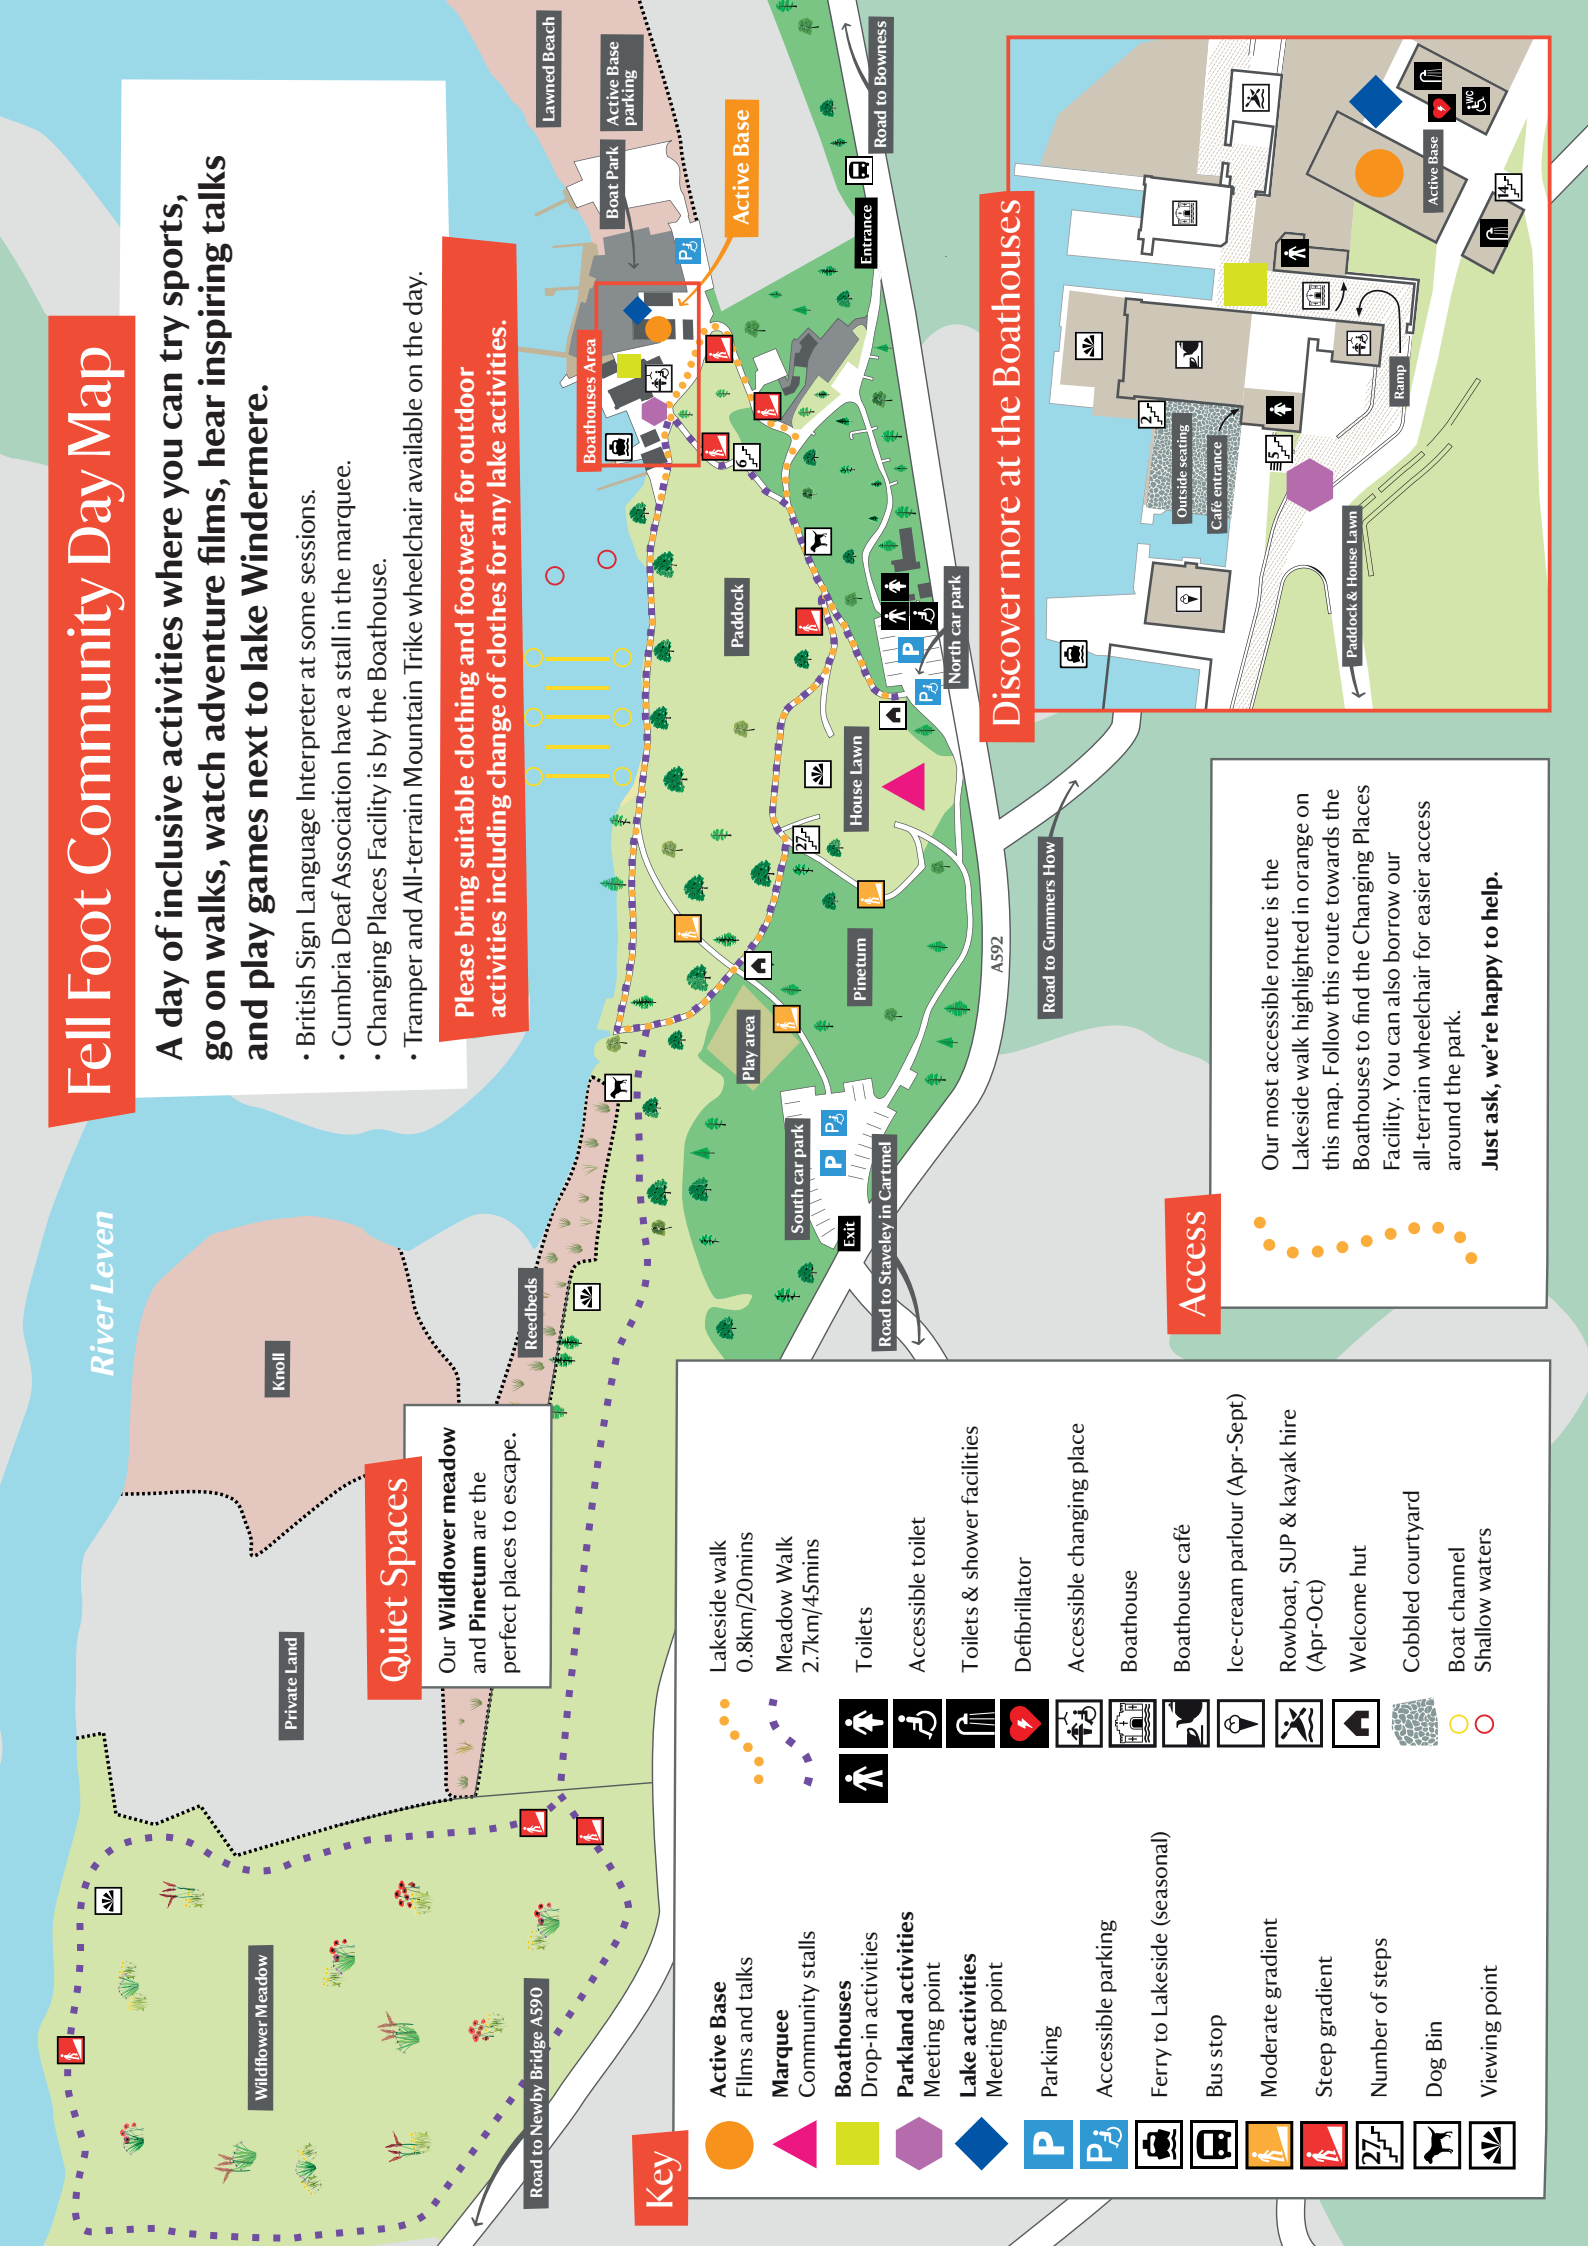 Fell Foot Community Day Map
A day of inclusive activities where you can try sports,
go on walks, watch adventure films, hear inspiring talks
and play games next to lake Windermere.
• British Sign Language Interpreter at some sessions.
• Cumbria Deaf Association have a stall in the marquee.
• Changing Places Facility is by the Boathouse.
• Tramper and All-terrain Mountain Trike wheelchair available on the day.
Please bring suitable clothing and footwear for outdoor
activities including change of clothes for any lake activities.
River Leven
Knoll
Private Land
Reedbeds
Wildflower Meadow
Road to Newby Bridge A590
Quiet Spaces
Our Wildflower meadow
and Pinetum are the
perfect places to escape.
Lawned Beach
Active Base
parking
Boat Park
Active Base
Boathouses Area
6
P
Road to Bowness
Entrance
Paddock
North car park
P
P
House Lawn
27
Pinetum
Play area
South car park
P
P
Exit
Road to Staveley in Cartmel
A592
Road to Gummers How
Discover more at the Boathouses
Active Base
WC
14
2
5
Outside seating
Café entrance
Ramp
Paddock & House Lawn
Access
Our most accessible route is the
Lakeside walk highlighted in orange on
this map. Follow this route towards the
Boathouses to find the Changing Places
Facility. You can also borrow our
all-terrain wheelchair for easier access
around the park.
Just ask, we're happy to help.
Key
Active Base
FIlms and talks
Marquee
Community stalls
Boathouses
Drop-in activities
Parkland activities
Meeting point
Lake activities
Meeting point
P
Parking
P
Accessible parking
Ferry to Lakeside (seasonal)
Bus stop
Moderate gradient
Steep gradient
27
Number of steps
Dog Bin
Viewing point
Lakeside walk
0.8km/20mins
Meadow Walk
2.7km/45mins
Toilets
Accessible toilet
Toilets & shower facilities
Defibrillator
Accessible changing place
Boathouse
Boathouse café
Ice-cream parlour (Apr-Sept)
Rowboat, SUP & kayak hire
(Apr-Oct)
Welcome hut
Cobbled courtyard
Boat channel
Shallow waters